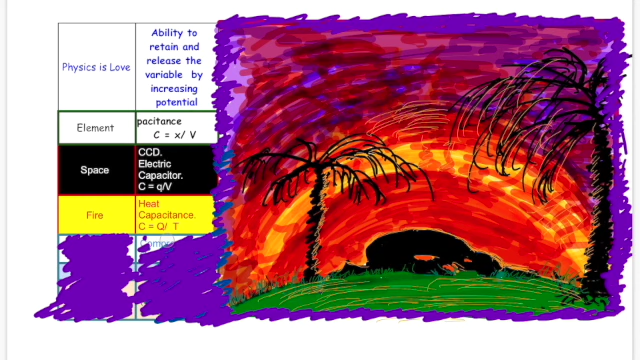 Physics is Love
Ability to
retain and
release the
variable by
increasing
potential
Element
pacitance
C = x/ V
Space
CCD.
Electric
Capacitor.
C = q/V
Fire
Heat
Capacitance.
C = Q/ T